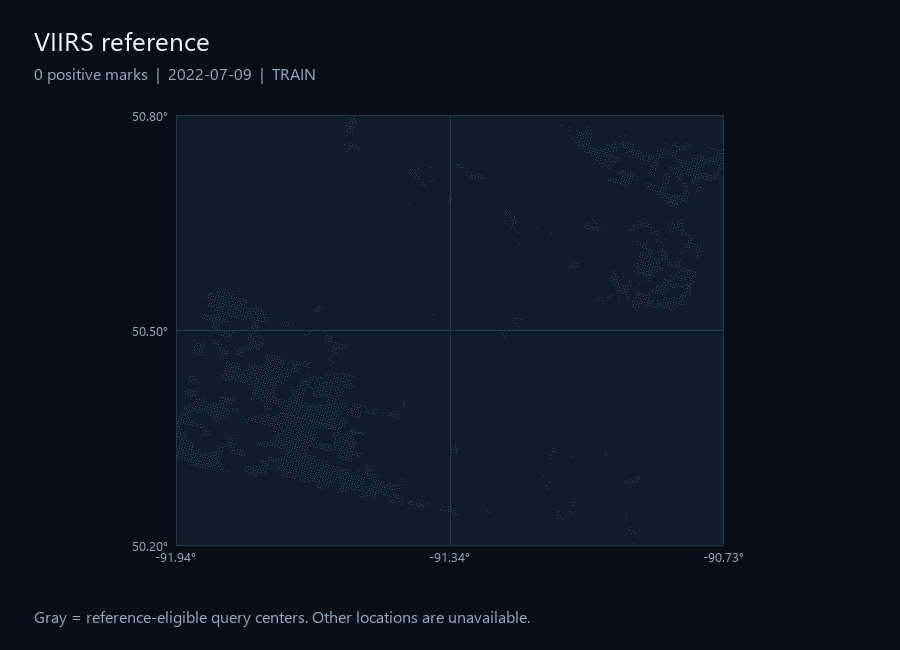 VIIRS reference
0 positive marks | 2022-07-09 | TRAIN
50.80°
50.50°
50.20°
-91.94°
-91.34°
-90.73°
Gray = reference-eligible query centers. Other locations are unavailable.